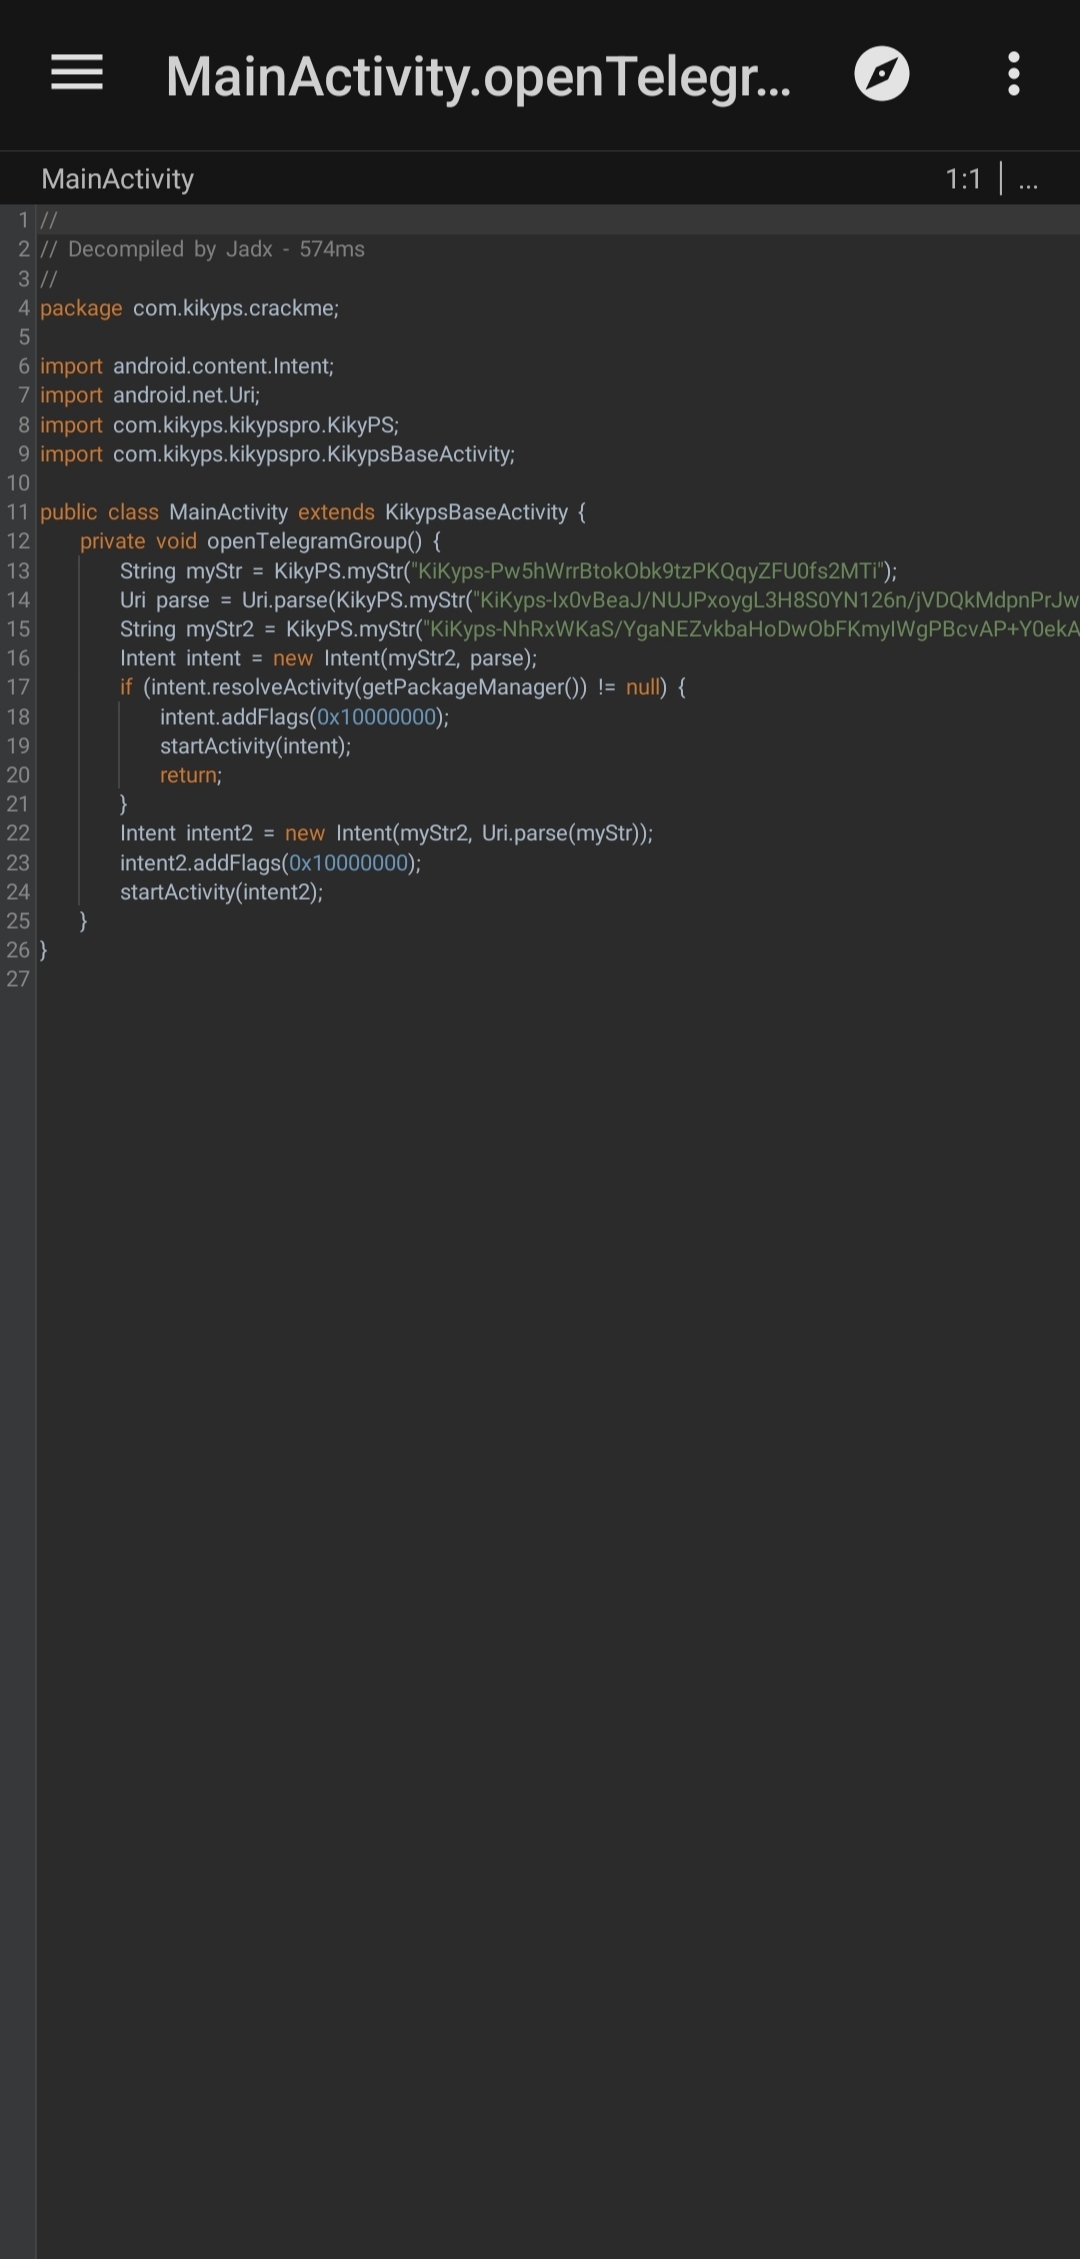 MainActivity.openTelegr...
MainActivity 1:1 | ...
1 //
2 // Decompiled by Jadx - 574ms
3 //
4 package com.kikyps.crackme;
5
6 import android.content.Intent;
7 import android.net.Uri;
8 import com.kikyps.kikypspro.KikyPS;
9 import com.kikyps.kikypspro.KikypsBaseActivity;
10
11 public class MainActivity extends KikypsBaseActivity {
12 private void openTelegramGroup() {
13 String myStr = KikyPS.myStr("KiKyps-Pw5hWrrBtokObk9tzPKQqyZFU0fs2MTi");
14 Uri parse = Uri.parse(KikyPS.myStr("KiKyps-Ix0vBeaJ/NUJPxoygL3H8S0YN126n/jVDQkMdpnPrJw
15 String myStr2 = KikyPS.myStr("KiKyps-NhRxWKaS/YgaNEZvkbaHoDwObFKmyIWgPBcvAP+Y0ekA
16 Intent intent = new Intent(myStr2, parse);
17 if (intent.resolveActivity(getPackageManager()) != null) {
18 intent.addFlags(0x10000000);
19 startActivity(intent);
20 return;
21 }
22 Intent intent2 = new Intent(myStr2, Uri.parse(myStr));
23 intent2.addFlags(0x10000000);
24 startActivity(intent2);
25 }
26 }
27